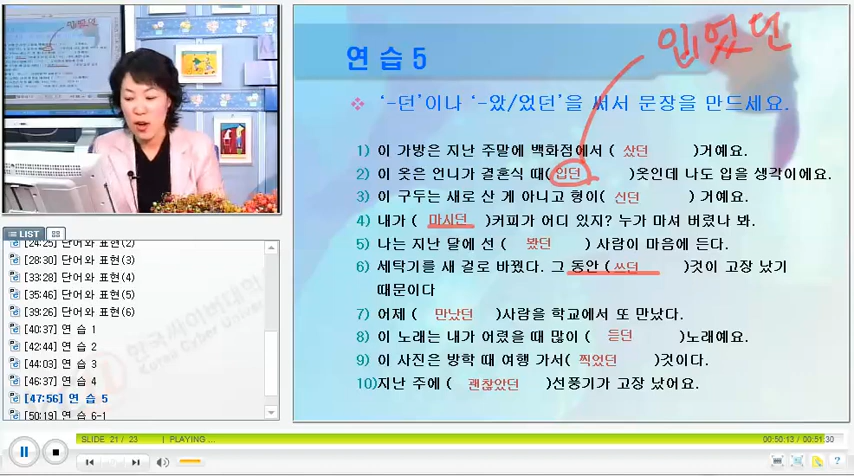 입었던
연 습 5
❖ ‘-던’이나 ‘-았/었던’을 써서 문장을 만드세요.
1) 이 가방은 지난 주말에 백화점에서 ( 샀던 )거예요.
2) 이 옷은 언니가 결혼식 때( 입던 )옷인데 나도 입을 생각이에요.
3) 이 구두는 새로 산 게 아니고 형이( 신던 ) 거예요.
4) 내가 ( 마시던 )커피가 어디 있지? 누가 마셔 버렸나 봐.
5) 나는 지난 달에 선 ( 봤던 ) 사람이 마음에 든다.
6) 세탁기를 새 걸로 바꿨다. 그 동안 ( 쓰던 )것이 고장 났기
때문이다
7) 어제 ( 만났던 )사람을 학교에서 또 만났다.
8) 이 노래는 내가 어렸을 때 많이 ( 듣던 )노래예요.
9) 이 사진은 방학 때 여행 가서( 찍었던 )것이다.
10)지난 주에 ( 괜찮았던 )선풍기가 고장 났어요.
LIST
[24:25] 단어와 표현(2)
[28:30] 단어와 표현(3)
[33:28] 단어와 표현(4)
[35:46] 단어와 표현(5)
[39:26] 단어와 표현(6)
[40:37] 연 습 1
[42:44] 연 습 2
[44:03] 연 습 3
[46:37] 연 습 4
[47:56] 연 습 5
[50:19] 연 습 6-1
한국싸이버대학
Korea Cyber Univer
SLIDE 21 / 23 | PLAYING ...
00:50:13 / 00:51:30